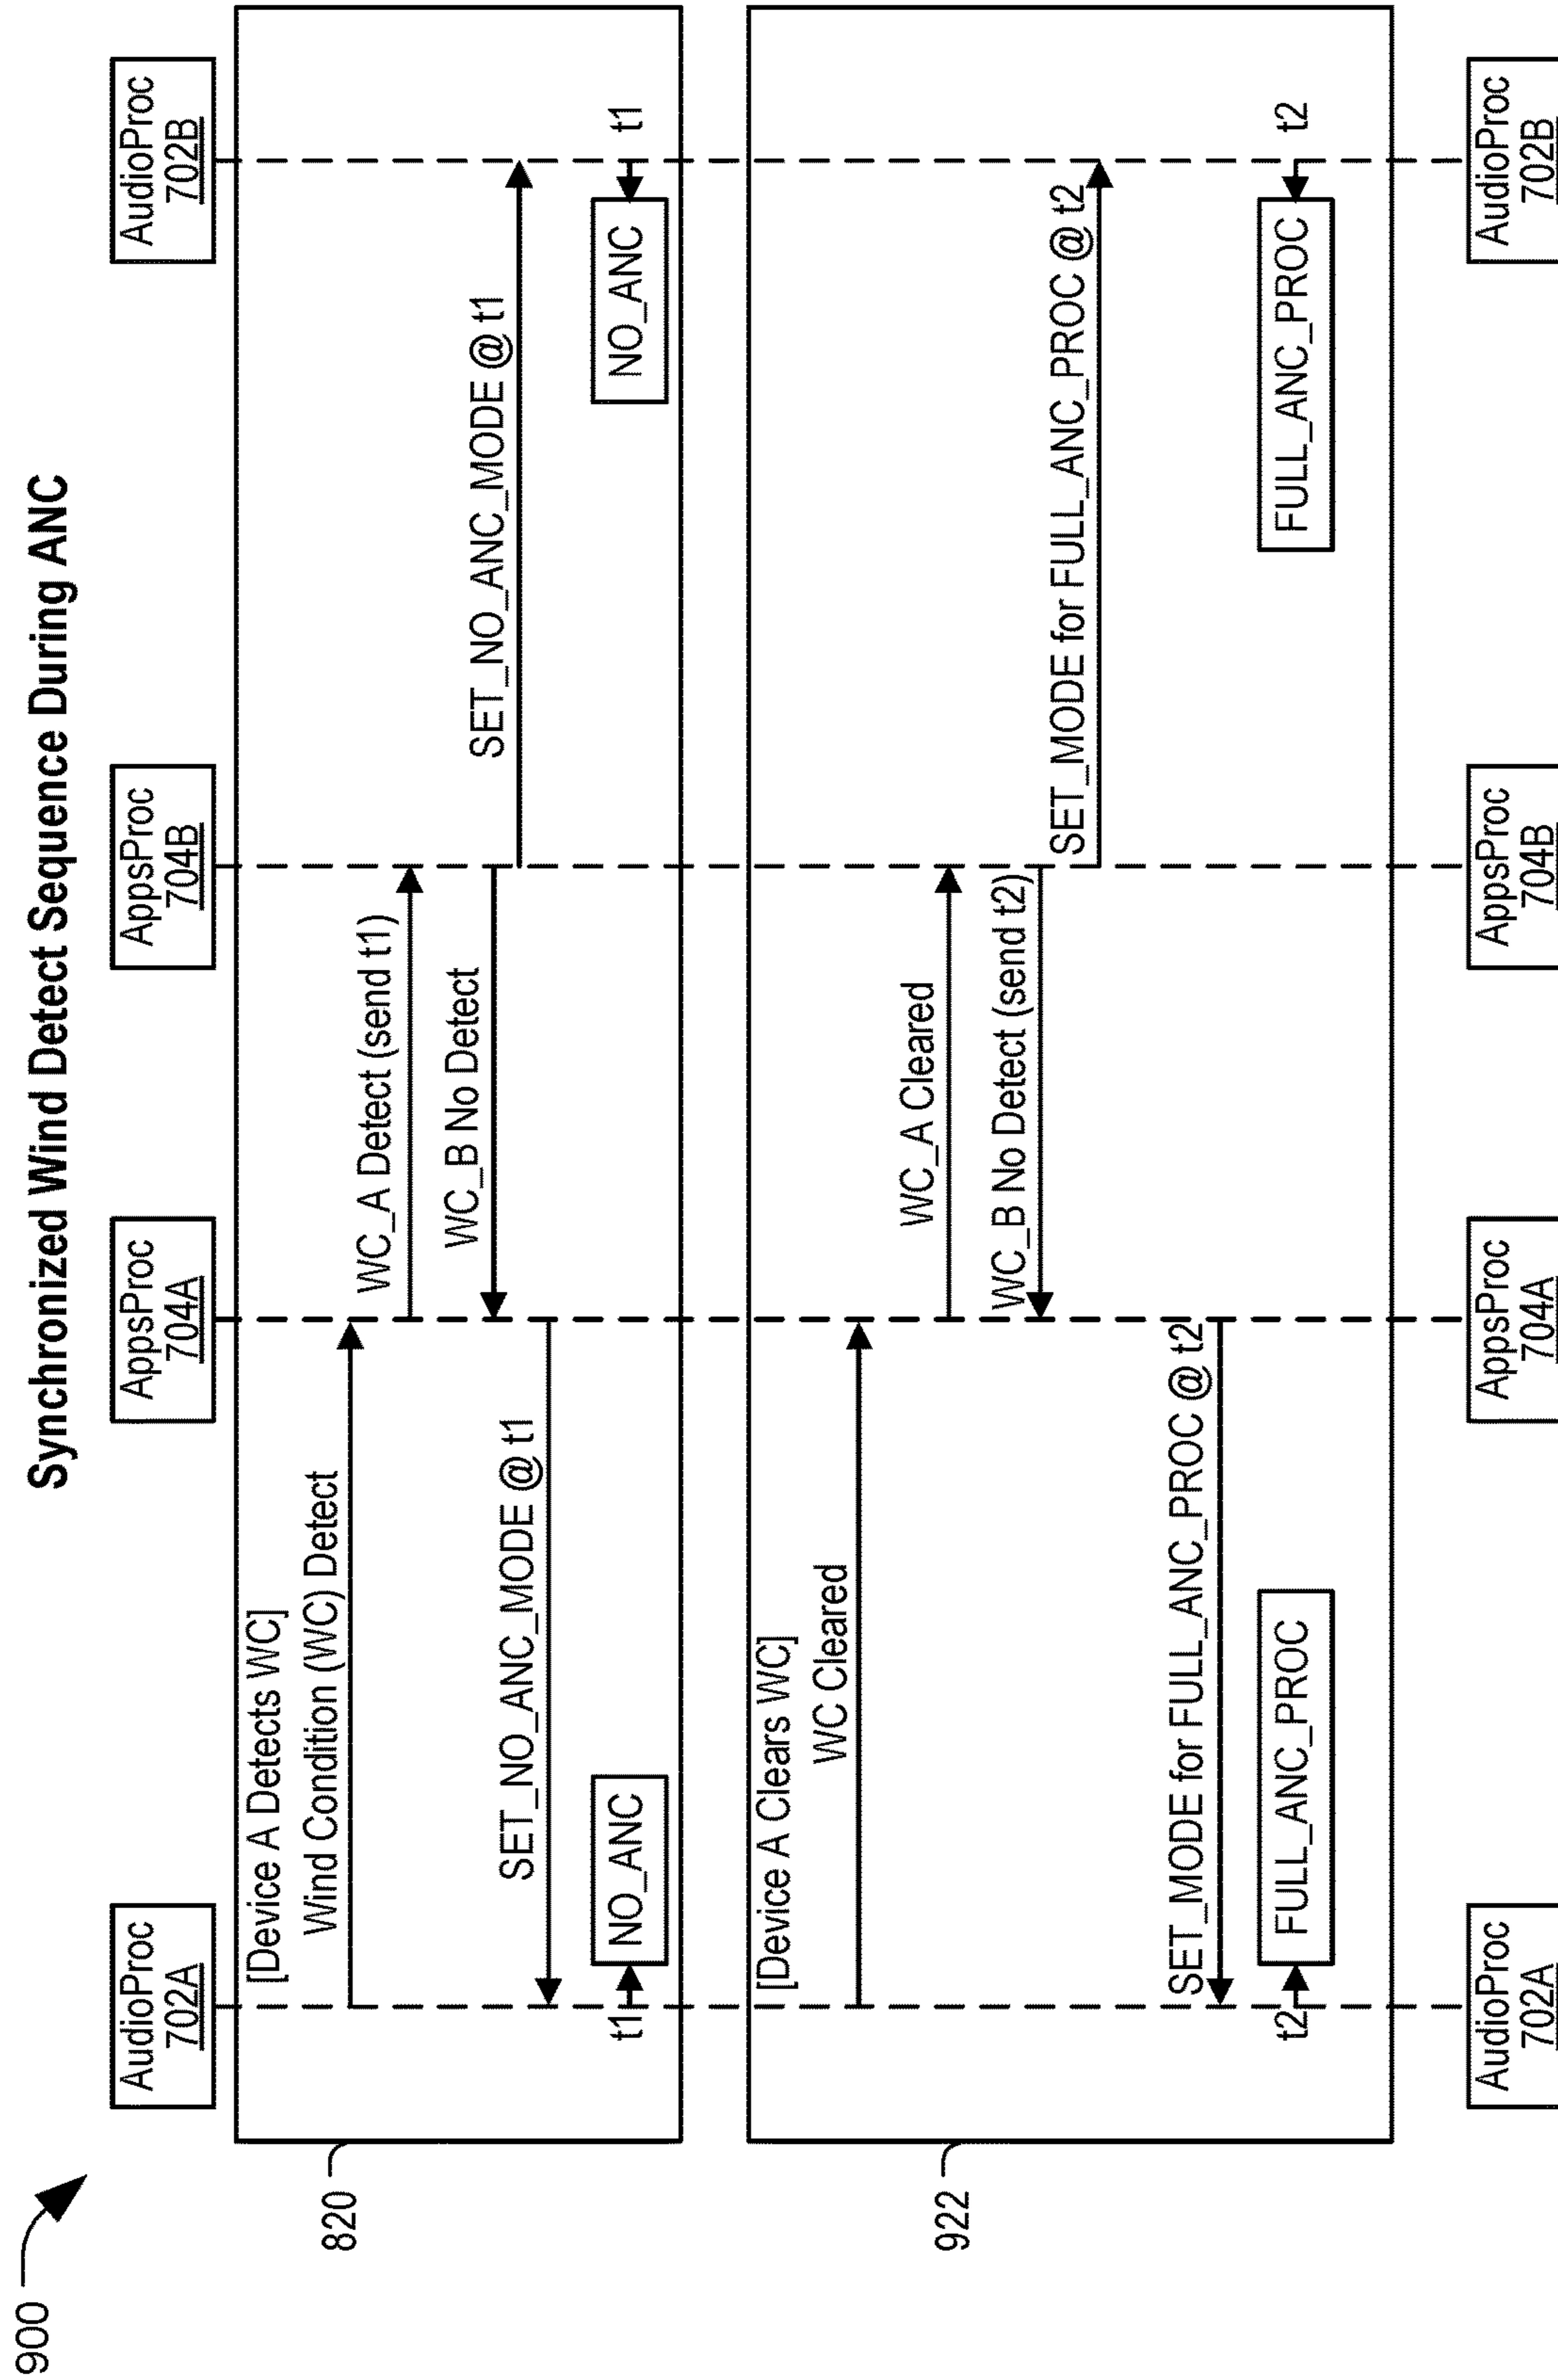 900
Synchronized Wind Detect Sequence During ANC
AudioProc
702A
AppsProc
704A
AppsProc
704B
AudioProc
702B
820
[Device A Detects WC]
Wind Condition (WC) Detect
WC_A Detect (send t1)
WC_B No Detect
SET_NO_ANC_MODE @ t1
SET_NO_ANC_MODE @ t1
t1
NO_ANC
NO_ANC
t1
922
[Device A Clears WC]
WC Cleared
WC_A Cleared
WC_B No Detect (send t2)
SET_MODE for FULL_ANC_PROC @ t2
SET_MODE for FULL_ANC_PROC @ t2
t2
FULL_ANC_PROC
FULL_ANC_PROC
t2
AudioProc
702A
AppsProc
704A
AppsProc
704B
AudioProc
702B